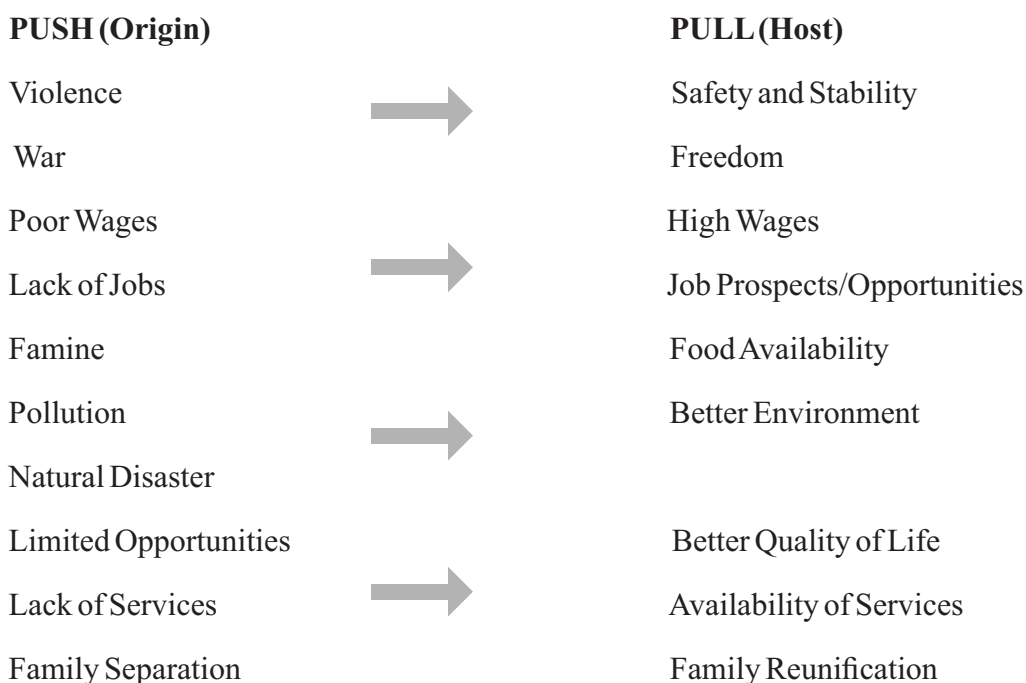 PUSH (Origin) PULL (Host)
Violence Safety and Stability
War Freedom
Poor Wages High Wages
Lack of Jobs Job Prospects/Opportunities
Famine Food Availability
Pollution Better Environment
Natural Disaster
Limited Opportunities Better Quality of Life
Lack of Services Availability of Services
Family Separation Family Reunification